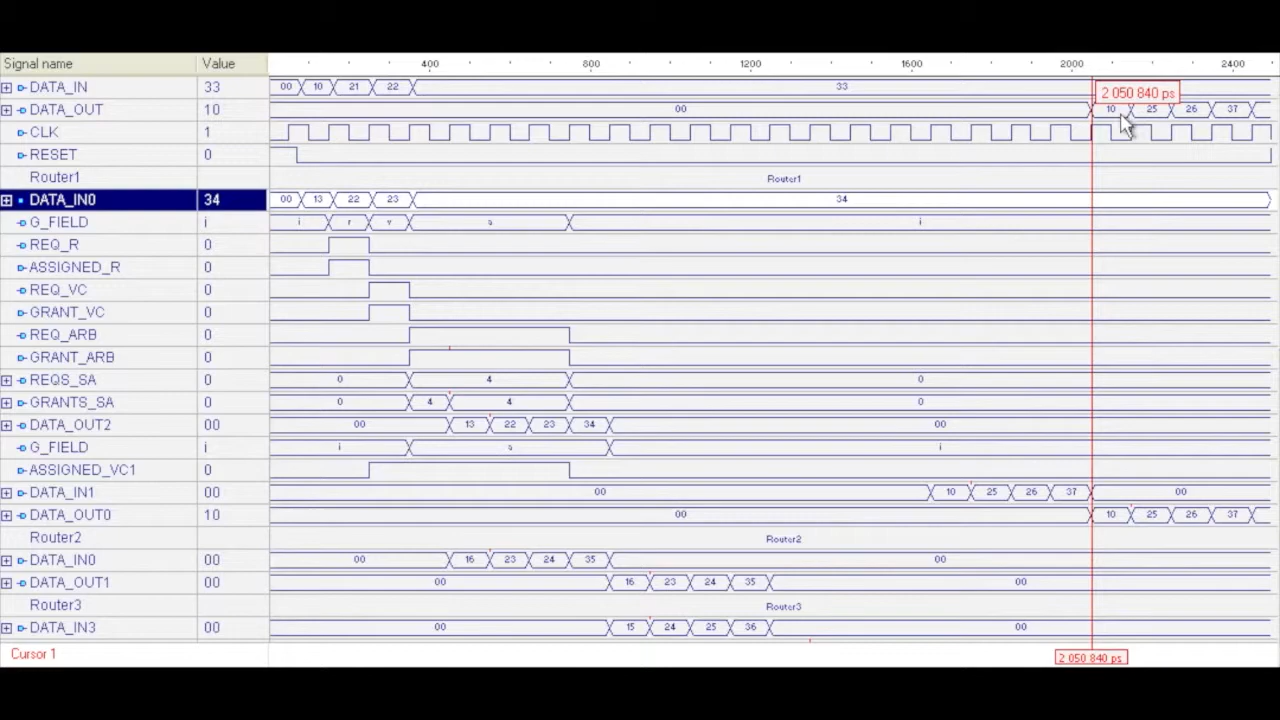 Signal name Value 400 800 1200 1600 2000 2400
DATA_IN 33 00 10 21 22 33
2 050 840 ps
DATA_OUT 10 00 10 25 26 37
CLK 1
RESET 0
Router1 Router1
DATA_IN0 34 00 13 22 23 34
G_FIELD i i r v a i
REQ_R 0
ASSIGNED_R 0
REQ_VC 0
GRANT_VC 0
REQ_ARB 0
GRANT_ARB 0
REQS_SA 0 0 4 0
GRANTS_SA 0 0 4 4 0
DATA_OUT2 00 00 13 22 23 34 00
G_FIELD i i a i
ASSIGNED_VC1 0
DATA_IN1 00 00 10 25 26 37 00
DATA_OUT0 10 00 10 25 26 37
Router2 Router2
DATA_IN0 00 00 16 23 24 35 00
DATA_OUT1 00 00 16 23 24 35 00
Router3 Router3
DATA_IN3 00 00 15 24 25 36 00
Cursor 1 2 050 840 ps